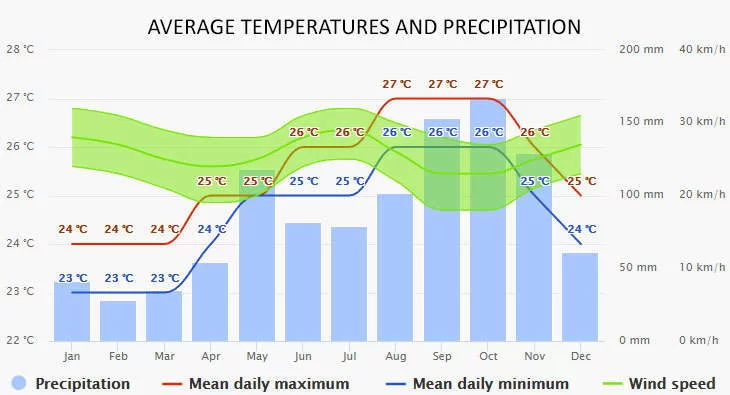 AVERAGE TEMPERATURES AND PRECIPITATION
28 °C 200 mm 40 km/h
27 °C 27 °C 27 °C
27 °C 150 mm 30 km/h
26 °C 26 °C 26 °C 26 °C 26 °C 26 °C
26 °C
25 °C 25 °C 25 °C 25 °C 25 °C 25 °C
25 °C 100 mm 20 km/h
24 °C 24 °C 24 °C 24 °C 24 °C
24 °C
23 °C 23 °C 23 °C 50 mm 10 km/h
23 °C
22 °C 0 mm 0 km/h
Jan Feb Mar Apr May Jun Jul Aug Sep Oct Nov Dec
Precipitation Mean daily maximum Mean daily minimum Wind speed